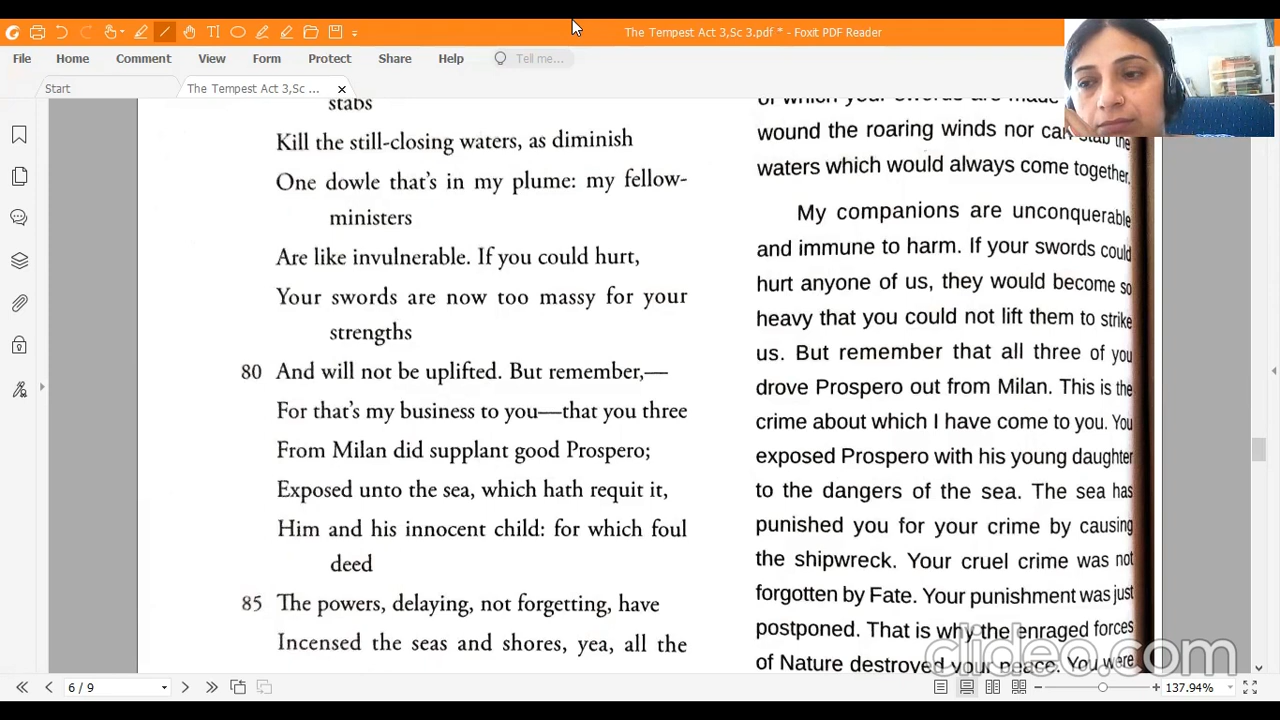 The Tempest Act 3,Sc 3.pdf * - Foxit PDF Reader
File Home Comment View Form Protect Share Help Tell me...
Start The Tempest Act 3,Sc ...
stabs
Kill the still-closing waters, as diminish
One dowle that's in my plume: my fellow-
ministers
Are like invulnerable. If you could hurt,
Your swords are now too massy for your
strengths
80 And will not be uplifted. But remember,—
For that's my business to you—that you three
From Milan did supplant good Prospero;
Exposed unto the sea, which hath requit it,
Him and his innocent child: for which foul
deed
85 The powers, delaying, not forgetting, have
Incensed the seas and shores, yea, all the
of which your swords are made
wound the roaring winds nor can stab the
waters which would always come together.
My companions are unconquerable
and immune to harm. If your swords could
hurt anyone of us, they would become so
heavy that you could not lift them to strike
us. But remember that all three of you
drove Prospero out from Milan. This is the
crime about which I have come to you. You
exposed Prospero with his young daughter
to the dangers of the sea. The sea has
punished you for your crime by causing
the shipwreck. Your cruel crime was not
forgotten by Fate. Your punishment was just
postponed. That is why the enraged forces
of Nature destroyed your peace. You were
clideo.com
6 / 9
137.94%